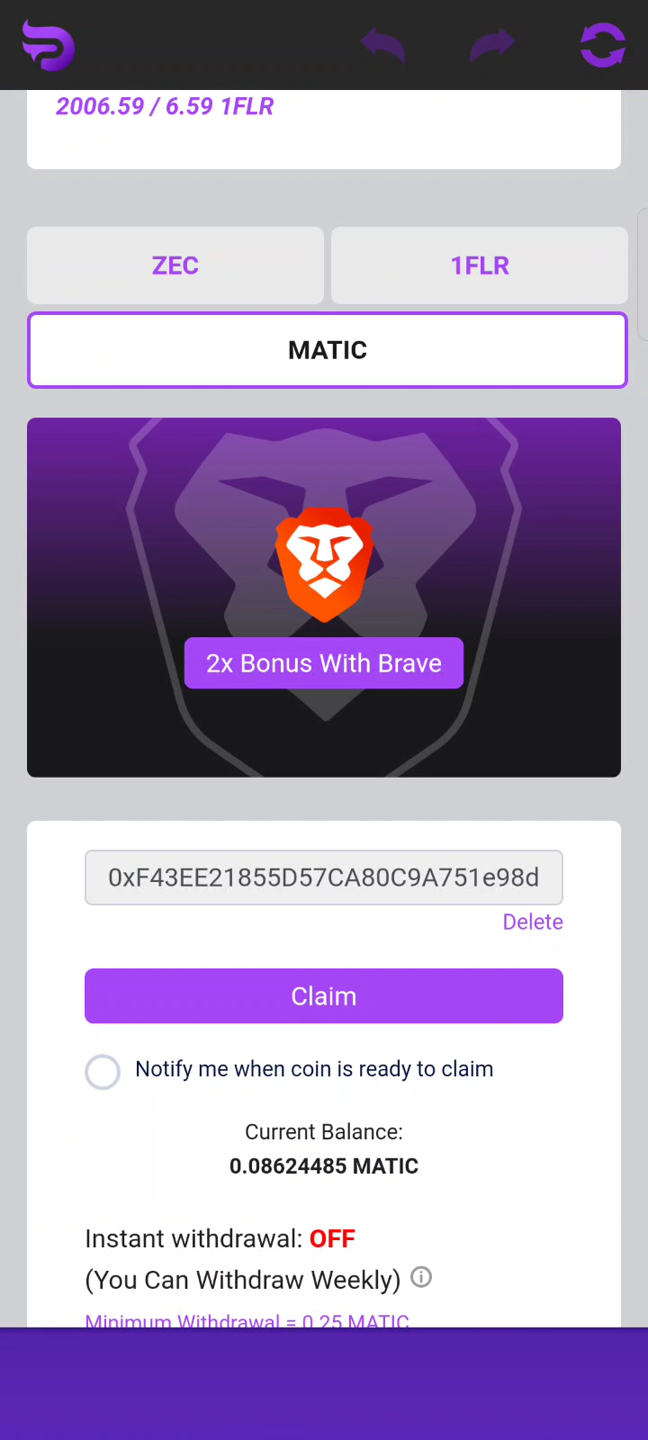 2006.59 / 6.59 1FLR
ZEC
1FLR
MATIC
2x Bonus With Brave
0xF43EE21855D57CA80C9A751e98d
Delete
Claim
Notify me when coin is ready to claim
Current Balance:
0.08624485 MATIC
Instant withdrawal: OFF
(You Can Withdraw Weekly)
Minimum Withdrawal = 0.25 MATIC